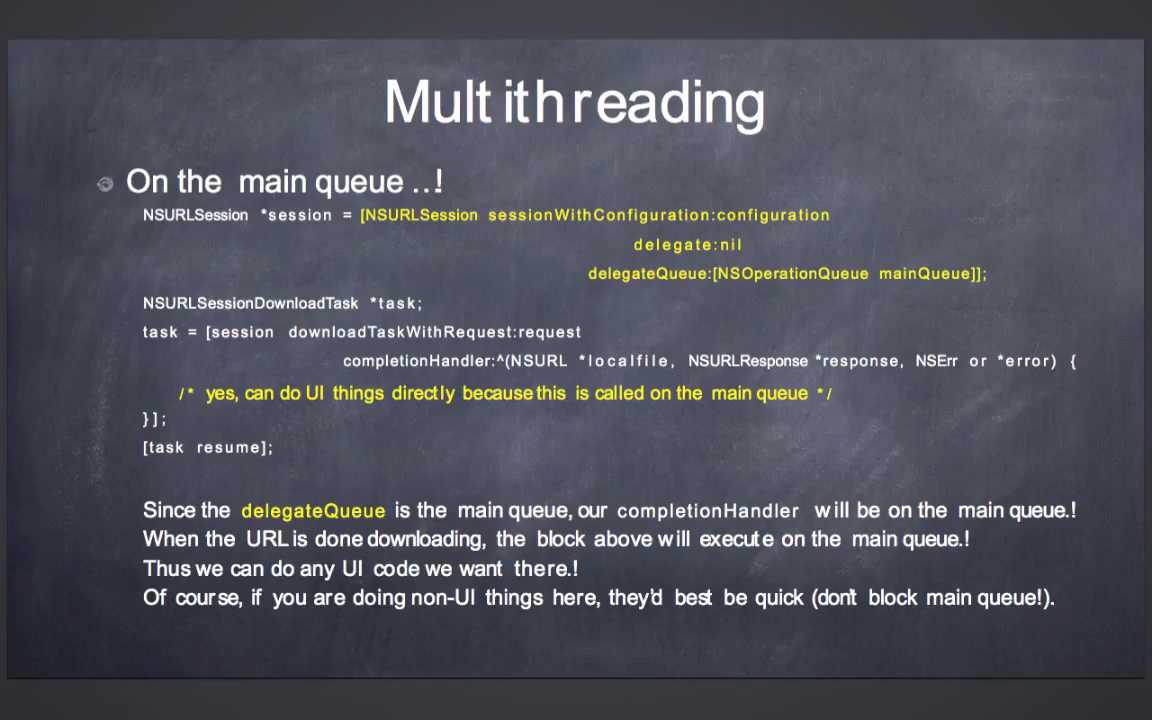 Multithreading
On the main queue ..!
NSURLSession *session = [NSURLSession sessionWithConfiguration:configuration
delegate:nil
delegateQueue:[NSOperationQueue mainQueue]];
NSURLSessionDownloadTask *task;
task = [session downloadTaskWithRequest:request
completionHandler:^(NSURL *localfile, NSURLResponse *response, NSErr or *error) {
/* yes, can do UI things directly because this is called on the main queue */
}];
[task resume];
Since the delegateQueue is the main queue, our completionHandler will be on the main queue.!
When the URL is done downloading, the block above will execute on the main queue.!
Thus we can do any UI code we want there.!
Of course, if you are doing non-UI things here, they'd best be quick (don't block main queue!).